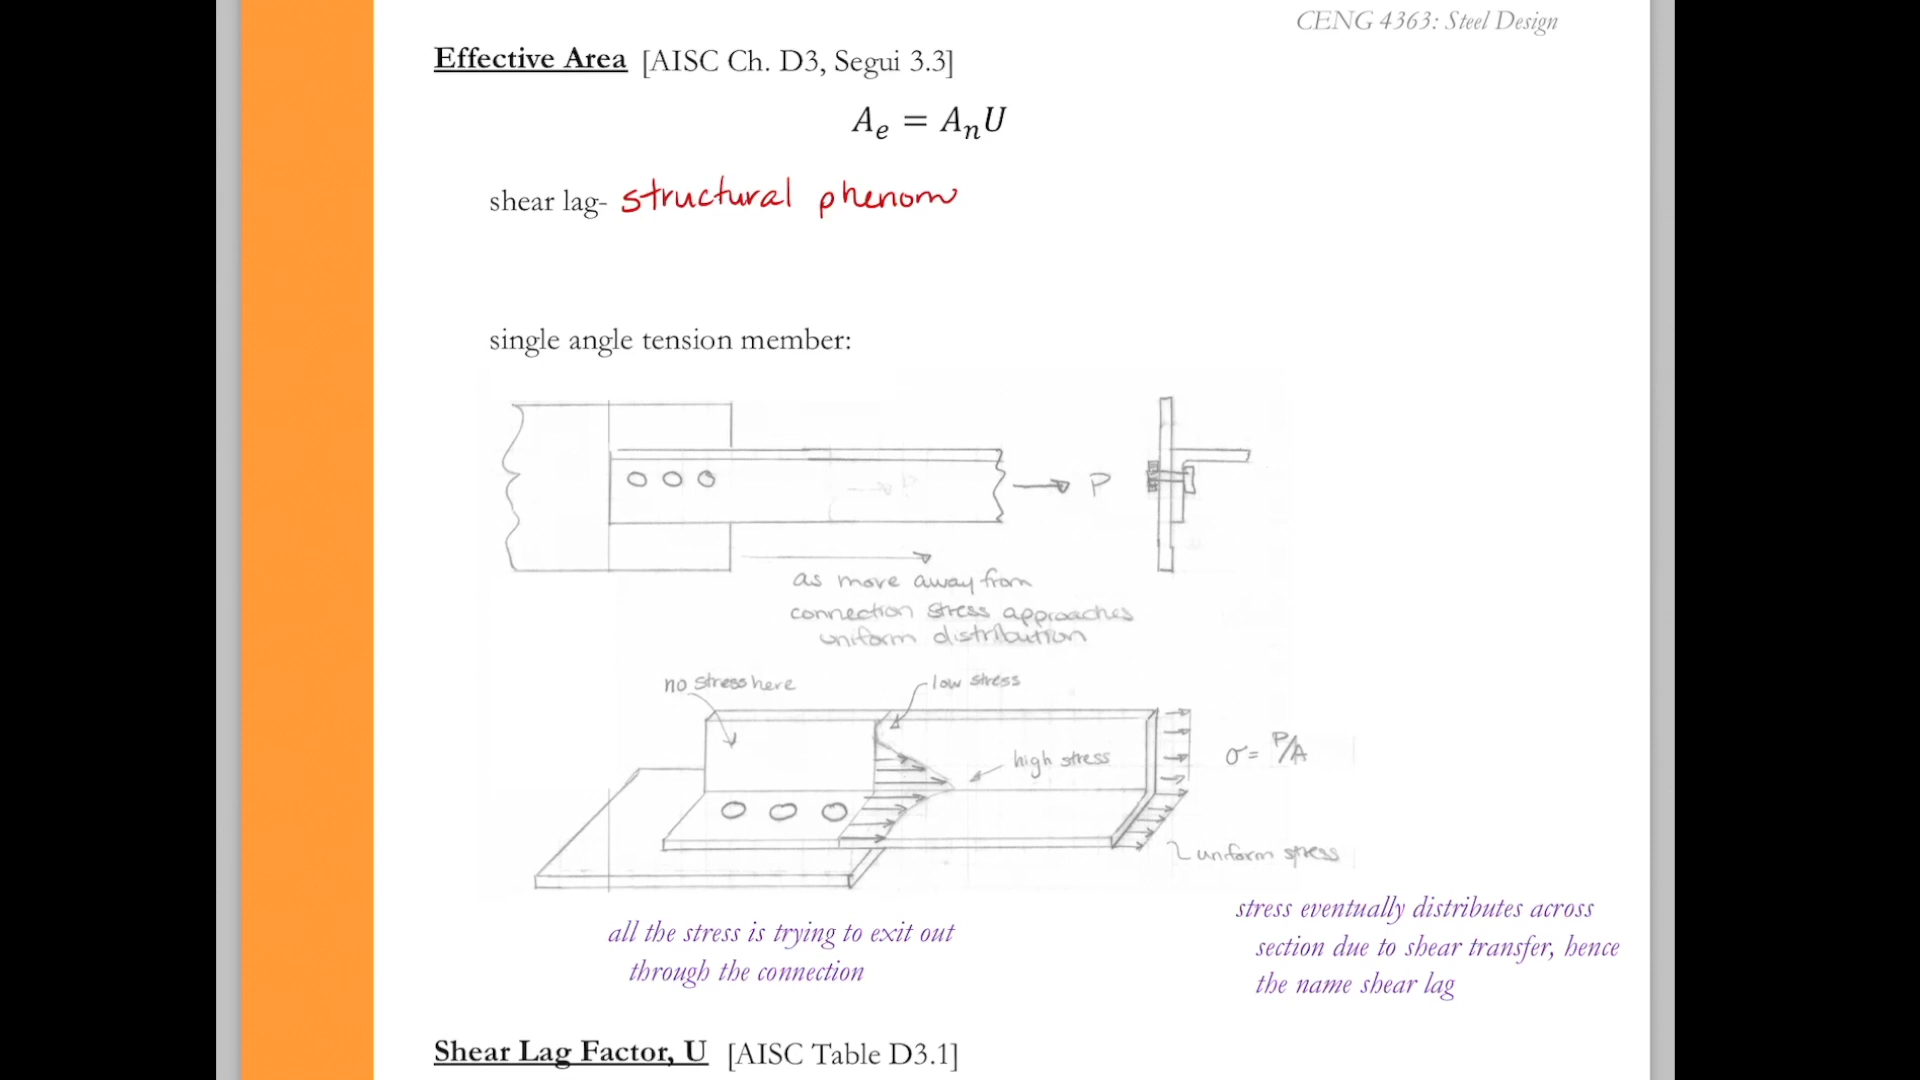 CENG 4363: Steel Design
Effective Area [AISC Ch. D3, Segui 3.3]
Aₑ = AₙU
shear lag- structural phenom
single angle tension member:
P
as move away from
connection stress approaches
uniform distribution
no stress here
low stress
high stress
σ = P/A
uniform stress
stress eventually distributes across
all the stress is trying to exit out
section due to shear transfer, hence
through the connection
the name shear lag
Shear Lag Factor, U [AISC Table D3.1]